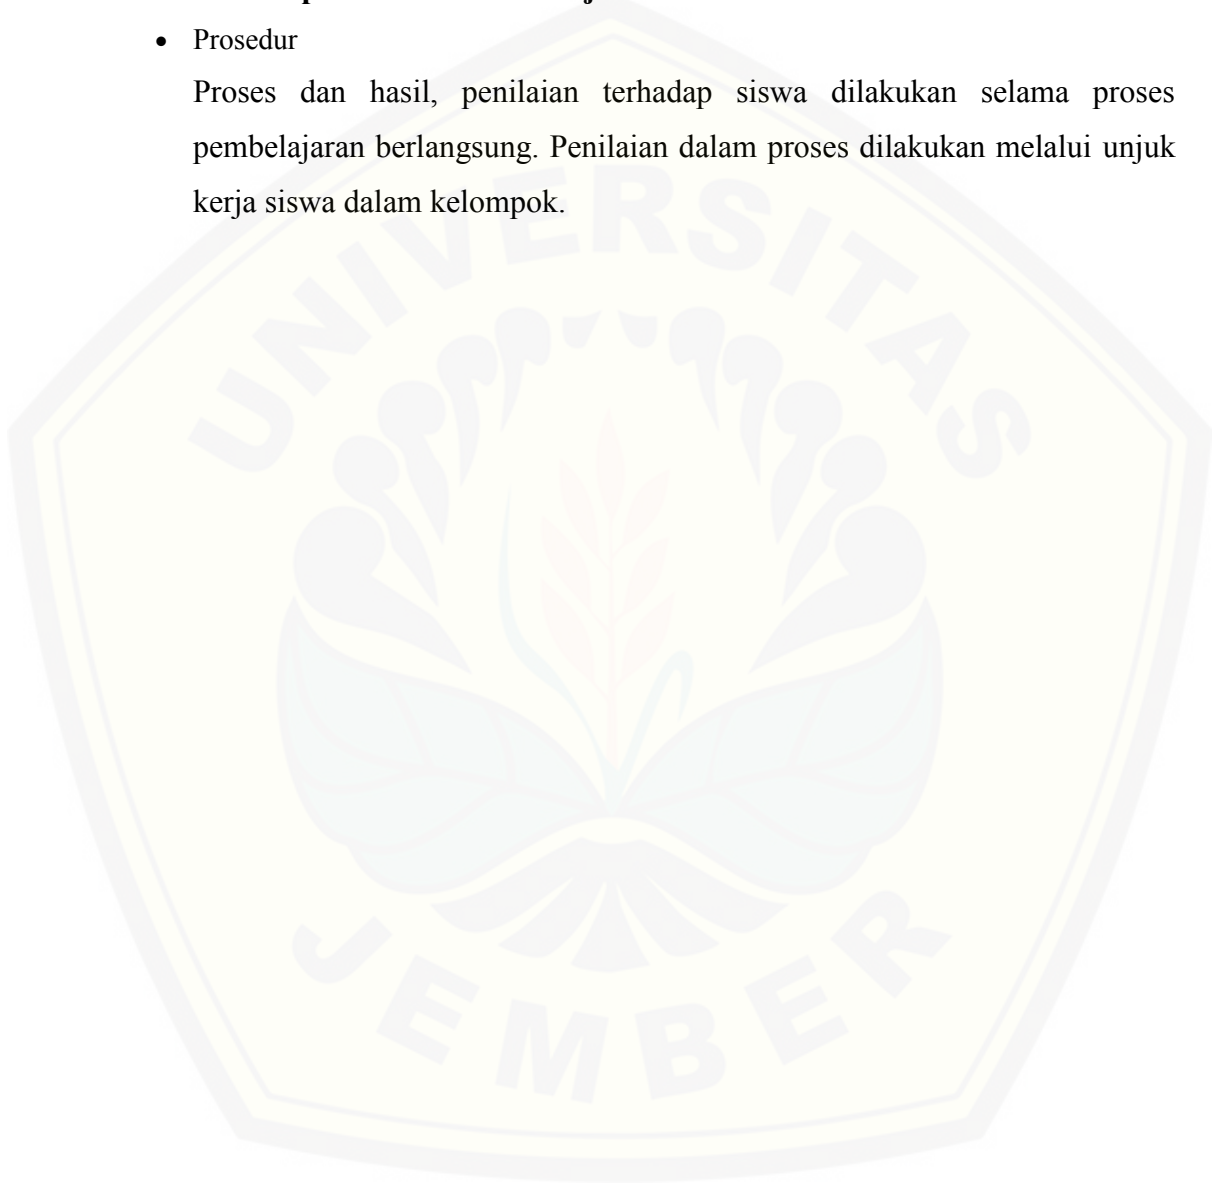 • Prosedur
Proses dan hasil, penilaian terhadap siswa dilakukan selama proses
pembelajaran berlangsung. Penilaian dalam proses dilakukan melalui unjuk
kerja siswa dalam kelompok.
UNIVERSITAS
JEMBER